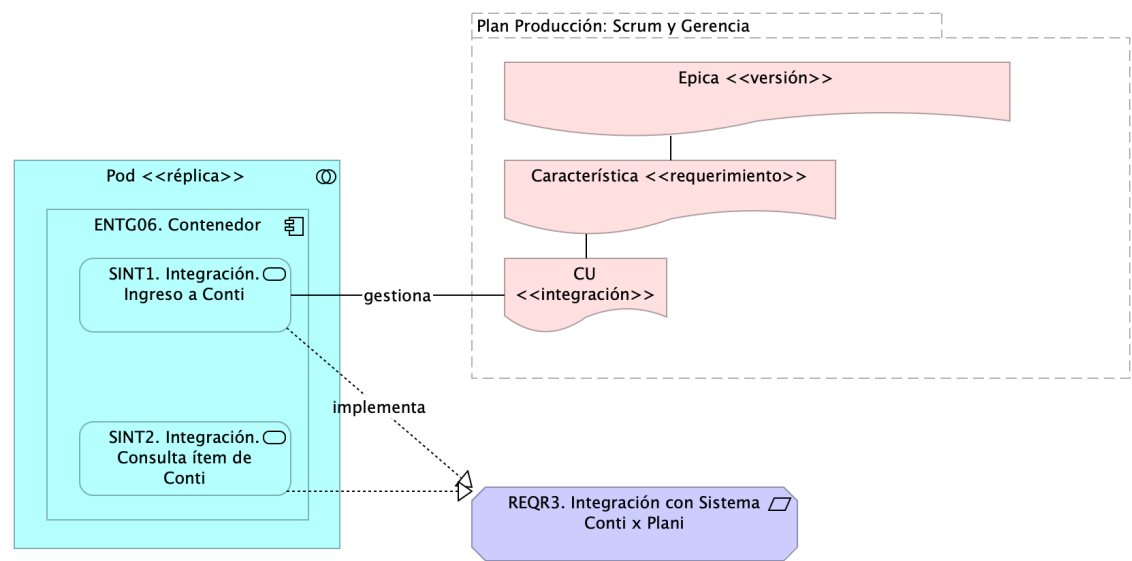 Plan Producción: Scrum y Gerencia
Epica <<versión>>
Pod <<réplica>>
Característica <<requerimiento>>
ENTG06. Contenedor
SINT1. Integración.
Ingreso a Conti
gestiona
CU
<<integración>>
implementa
SINT2. Integración.
Consulta ítem de
Conti
REQR3. Integración con Sistema
Conti x Plani